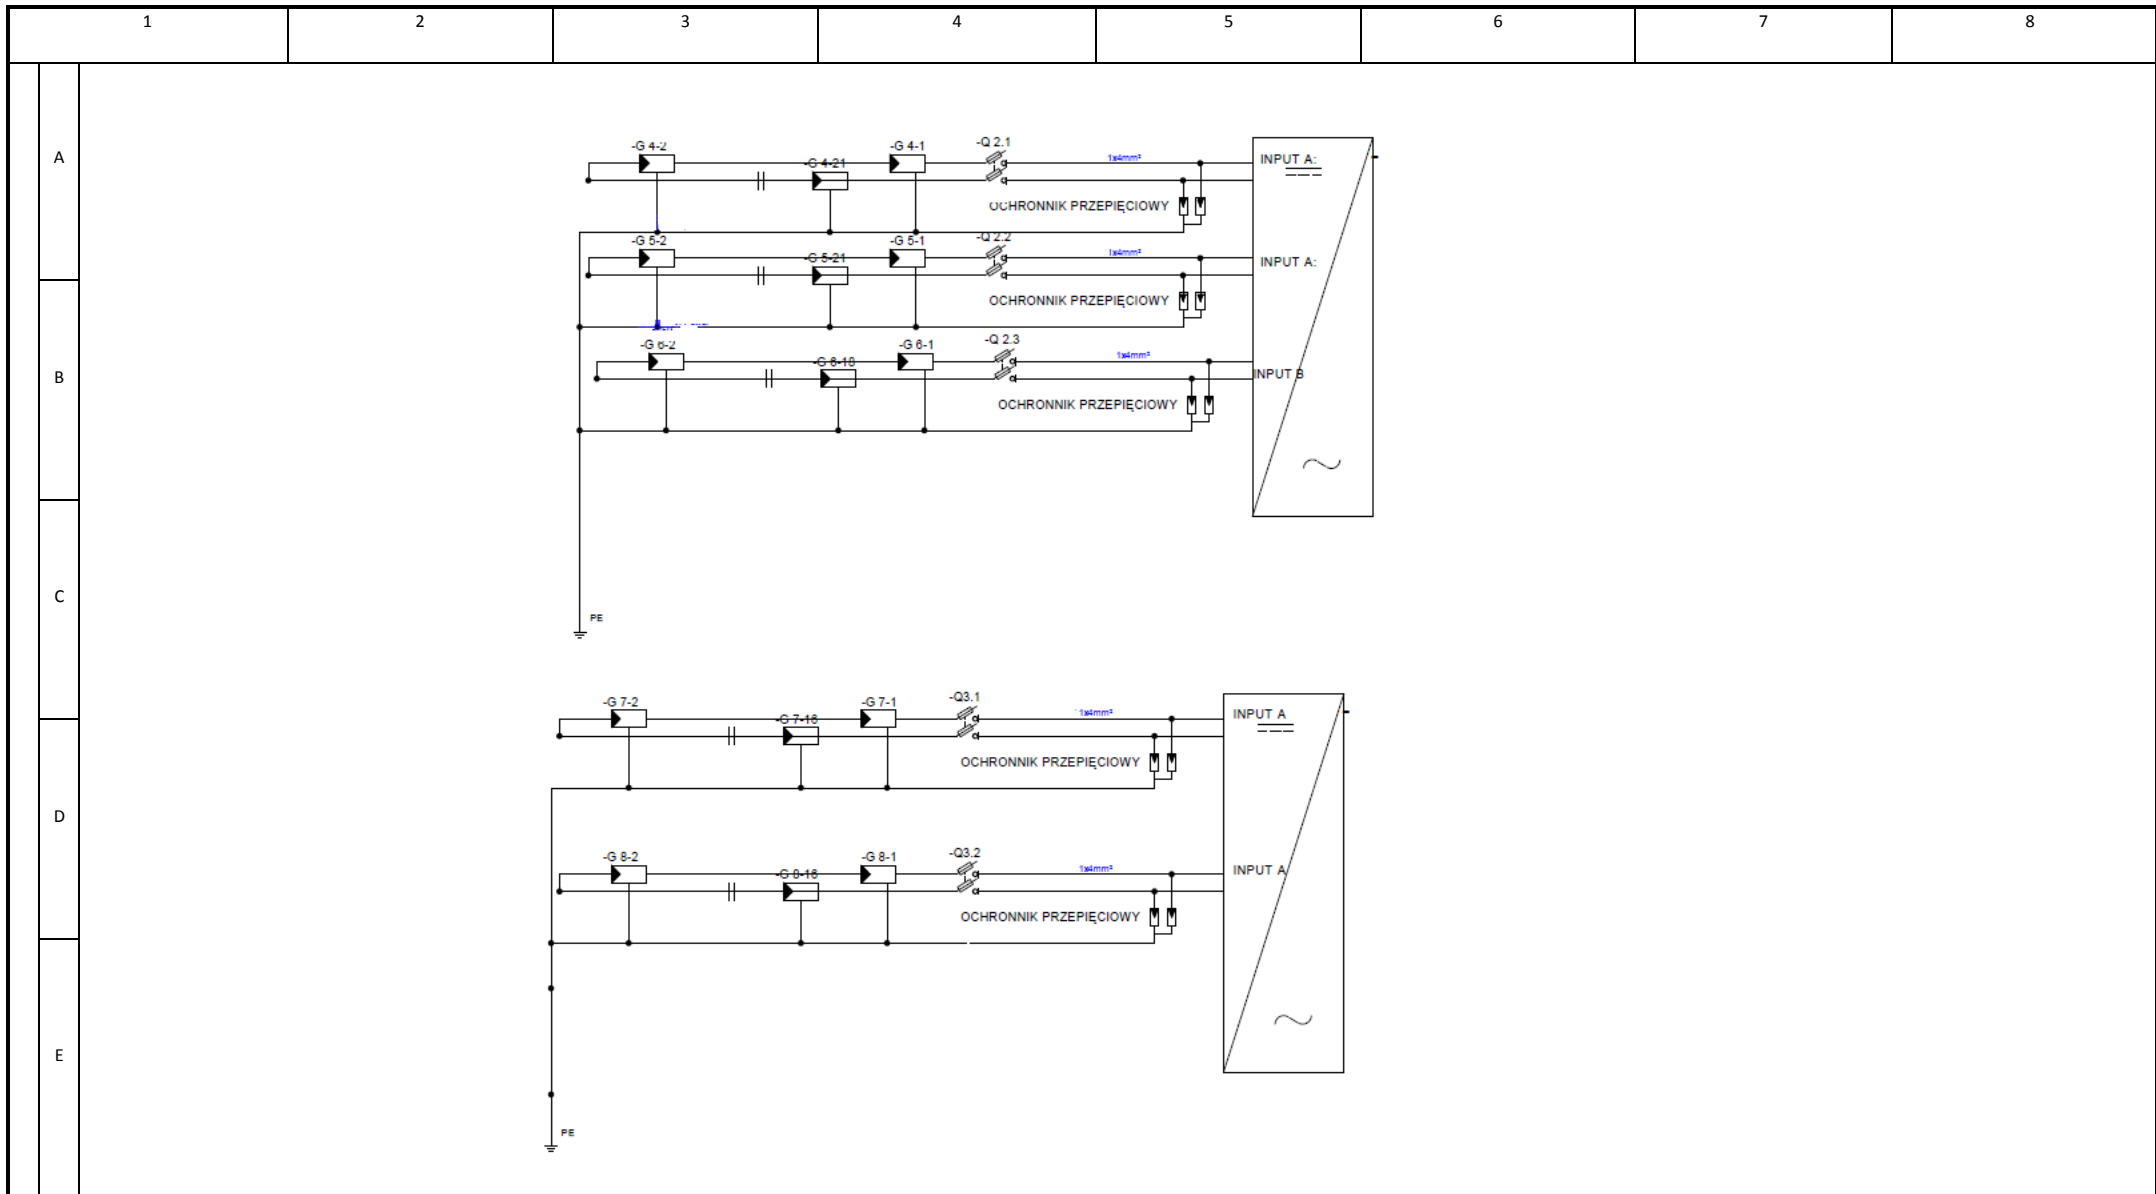 1 2 3 4 5 6 7 8
A
-G 4-2 -G 4-21 -G 4-1 -Q 2.1 1x4mm² INPUT A:
OCHRONNIK PRZEPIĘCIOWY
-G 5-2 -G 5-21 -G 5-1 -Q 2.2 1x4mm² INPUT A:
OCHRONNIK PRZEPIĘCIOWY
B
-G 6-2 -G 6-18 -G 6-1 -Q 2.3 1x4mm² INPUT B
OCHRONNIK PRZEPIĘCIOWY
C
PE
-G 7-2 -G 7-16 -G 7-1 -Q3.1 1x4mm² INPUT A
OCHRONNIK PRZEPIĘCIOWY
D
-G 8-2 -G 8-16 -G 8-1 -Q3.2 1x4mm² INPUT A
OCHRONNIK PRZEPIĘCIOWY
E
PE